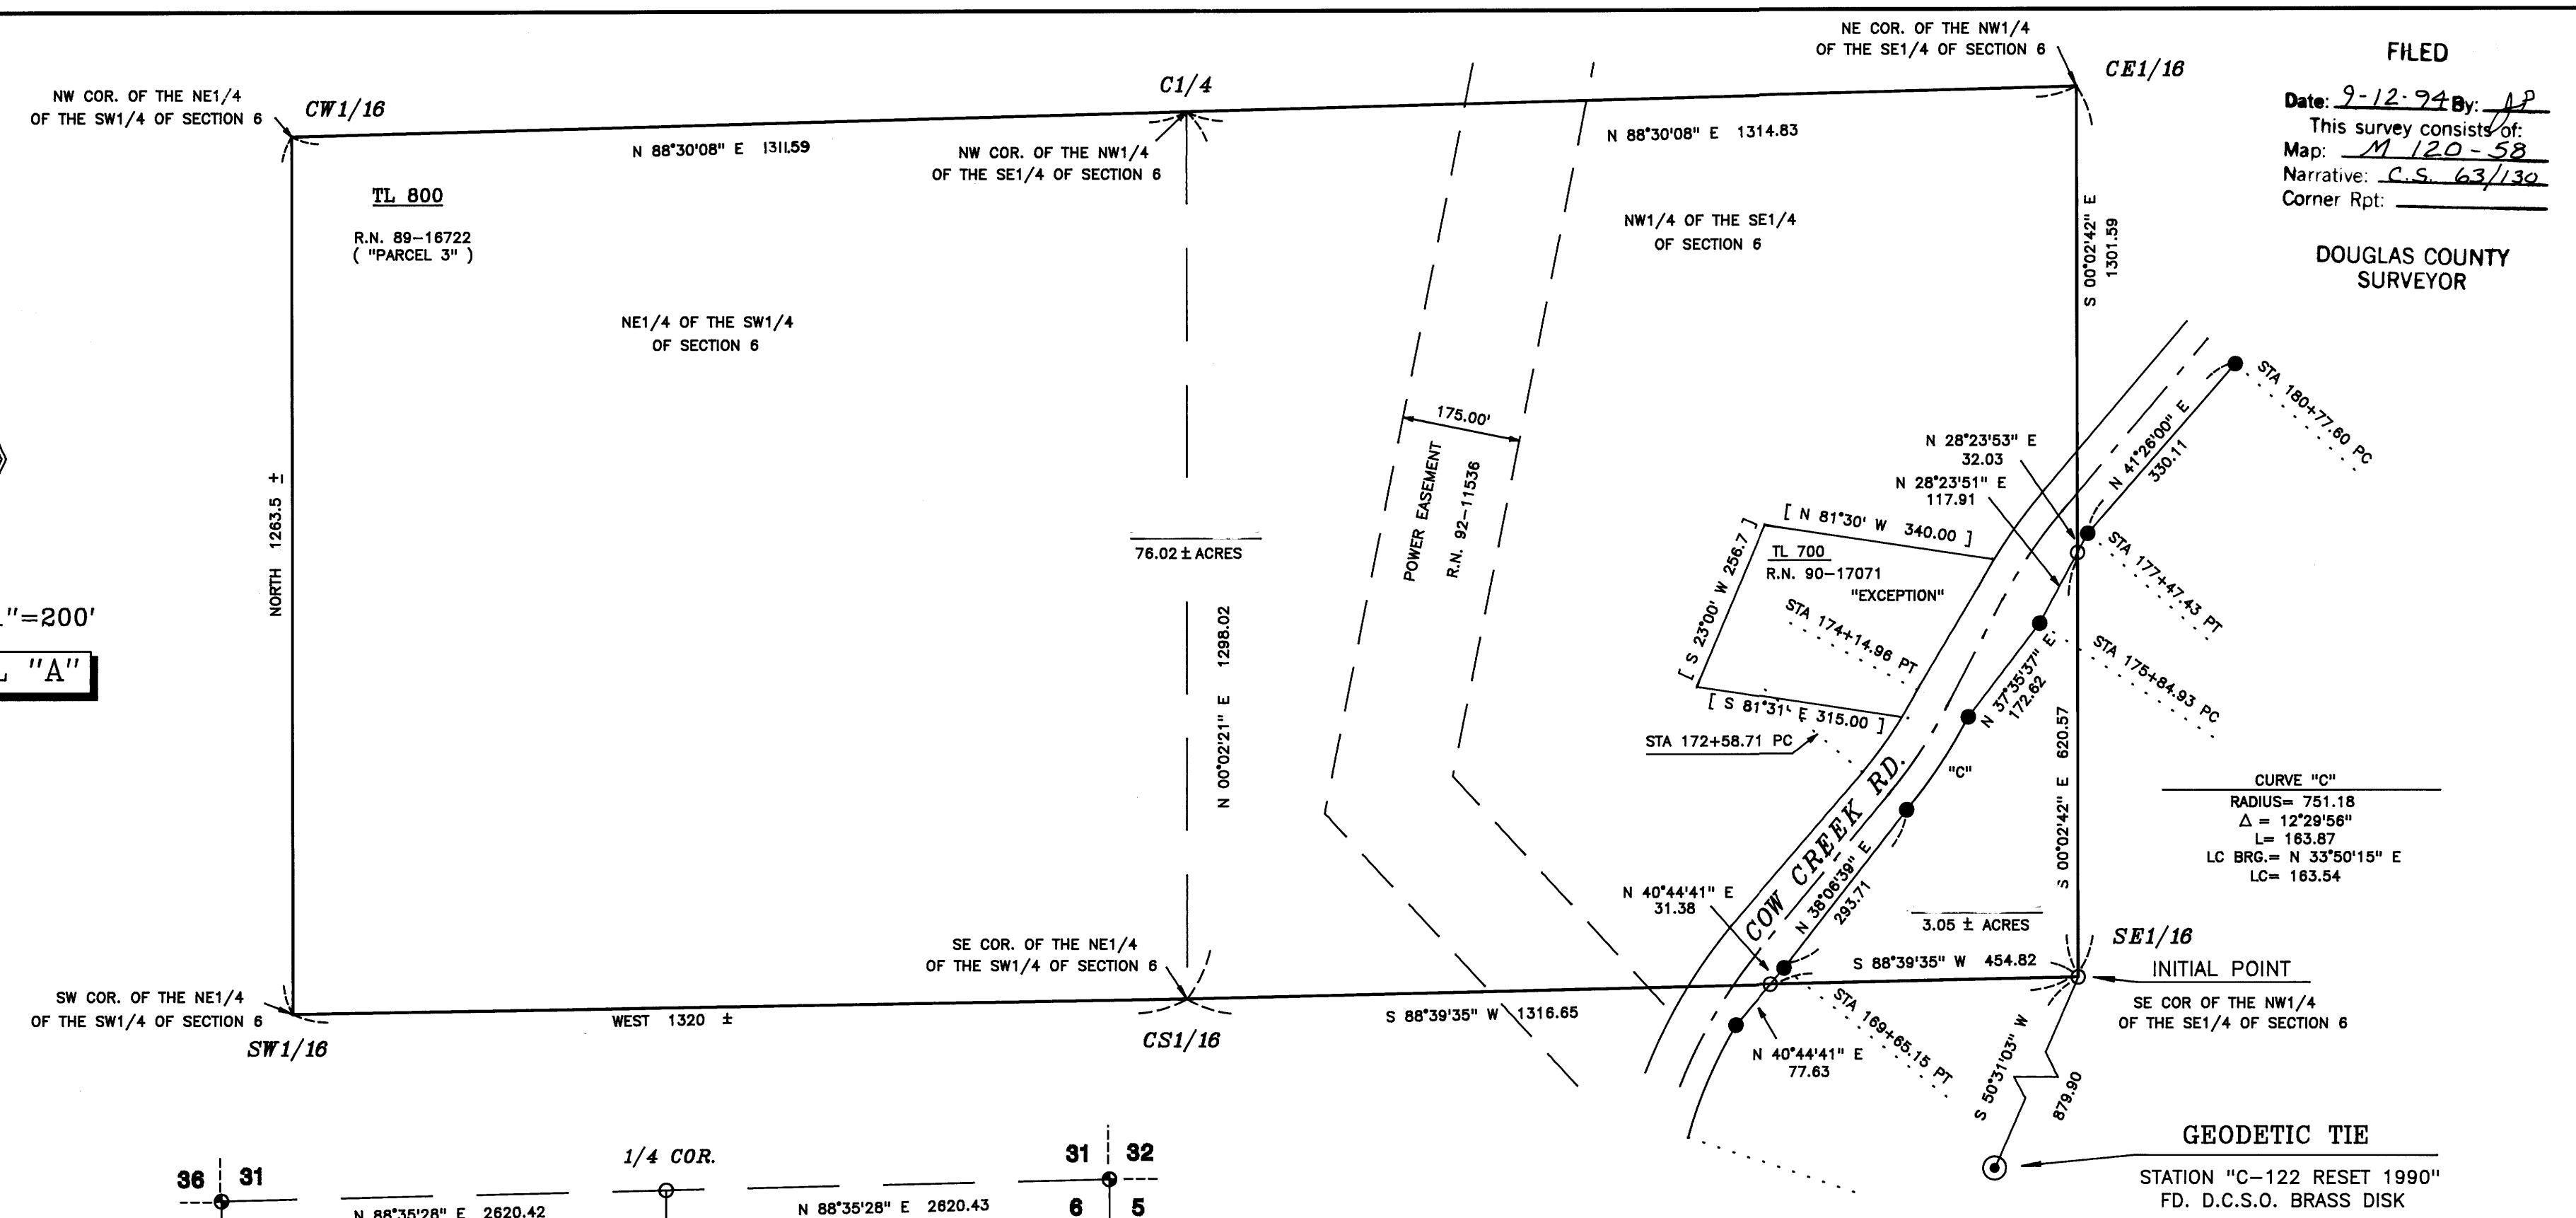 NE COR. OF THE NW1/4
OF THE SE1/4 OF SECTION 6
CE1/16
FILED
Date: 9-12-94 By:
This survey consists of:
Map: M 120-58
Narrative: C.S. 63/130
Corner Rpt:
DOUGLAS COUNTY
SURVEYOR
NW COR. OF THE NE1/4
OF THE SW1/4 OF SECTION 6
CW1/16
C1/4
N 88°30'08" E 1311.59
NW COR. OF THE NW1/4
OF THE SE1/4 OF SECTION 6
N 88°30'08" E 1314.83
TL 800
R.N. 89-16722
( "PARCEL 3" )
NW1/4 OF THE SE1/4
OF SECTION 6
S 00°02'42" E
1301.59
NE1/4 OF THE SW1/4
OF SECTION 6
NORTH 1263.5 ±
1"=200'
"A"
76.02 ± ACRES
N 00°02'21" E 1298.02
175.00'
POWER EASEMENT
R.N. 92-11536
STA 180+77.60 PC
N 41°26'00" E
330.11
N 28°23'53" E
32.03
N 28°23'51" E
117.91
[ N 81°30' W 340.00 ]
[ S 23°00' W 256.7 ]
TL 700
R.N. 90-17071
"EXCEPTION"
STA 174+14.96 PT
[ S 81°31' E 315.00 ]
STA 172+58.71 PC
STA 177+47.43 PT
STA 175+84.93 PC
N 37°35'37" E
172.62
"C"
S 00°02'42" E 620.57
CURVE "C"
RADIUS= 751.18
Δ = 12°29'56"
L= 163.87
LC BRG.= N 33°50'15" E
LC= 163.54
COW CREEK RD.
N 38°06'39" E
293.71
N 40°44'41" E
31.38
3.05 ± ACRES
S 88°39'35" W 454.82
SE1/16
INITIAL POINT
SE COR OF THE NW1/4
OF THE SE1/4 OF SECTION 6
SE COR. OF THE NE1/4
OF THE SW1/4 OF SECTION 6
CS1/16
SW COR. OF THE NE1/4
OF THE SW1/4 OF SECTION 6
SW1/16
WEST 1320 ±
S 88°39'35" W 1316.65
STA 169+65.15 PT
N 40°44'41" E
77.63
S 50°31'03" W
879.90
GEODETIC TIE
STATION "C-122 RESET 1990"
FD. D.C.S.O. BRASS DISK
36 31
1/4 COR.
31 32
N 88°35'28" E 2620.42
N 88°35'28" E 2620.43
6 5